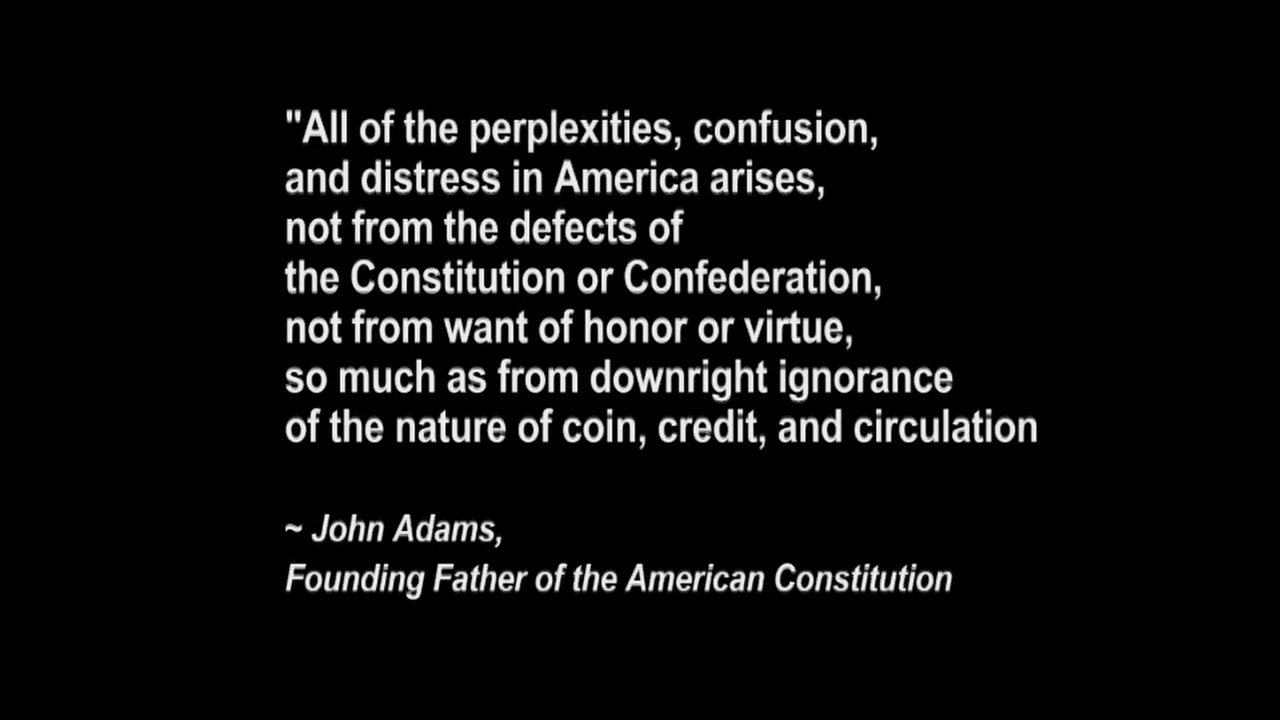 "All of the perplexities, confusion,
and distress in America arises,
not from the defects of
the Constitution or Confederation,
not from want of honor or virtue,
so much as from downright ignorance
of the nature of coin, credit, and circulation
~ John Adams,
Founding Father of the American Constitution